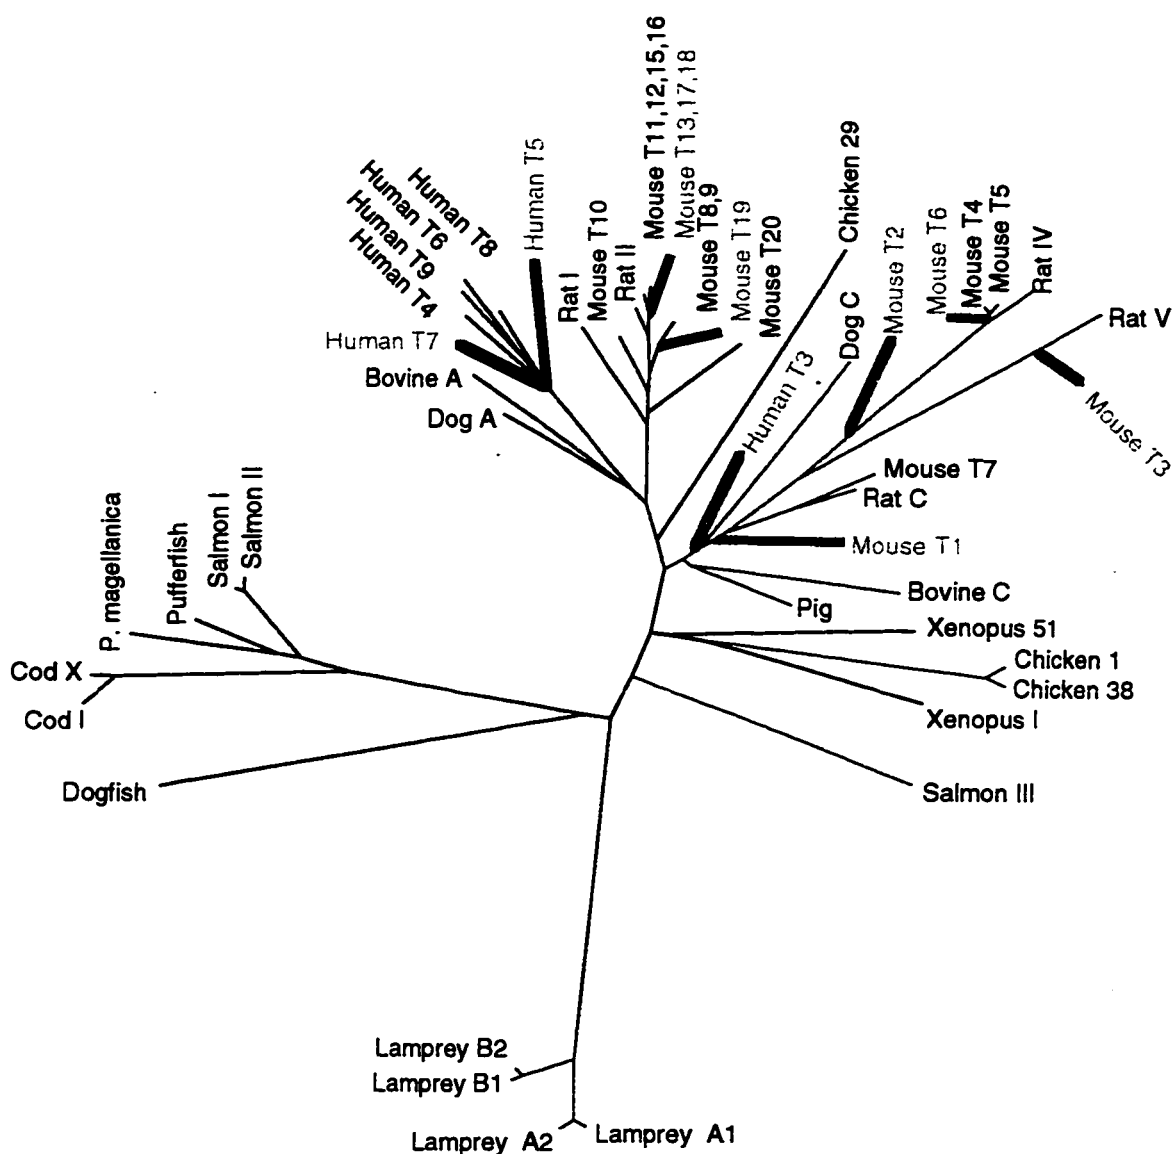 Mouse T11,12,15,16
Mouse T13,17,18
Mouse T8,9
Mouse T19
Mouse T20
Chicken 29
Human T5
Human T8
Human T6
Human T9
Human T4
Human T7
Bovine A
Dog A
Rat I
Mouse T10
Rat II
Human T3
Dog C
Mouse T2
Mouse T6
Mouse T4
Mouse T5
Rat IV
Rat V
Mouse T3
Mouse T7
Rat C
Mouse T1
Bovine C
Pig
Xenopus 51
Chicken 1
Chicken 38
Xenopus I
Salmon III
P. magellanica
Pufferfish
Salmon I
Salmon II
Cod X
Cod I
Dogfish
Lamprey B2
Lamprey B1
Lamprey A2
Lamprey A1